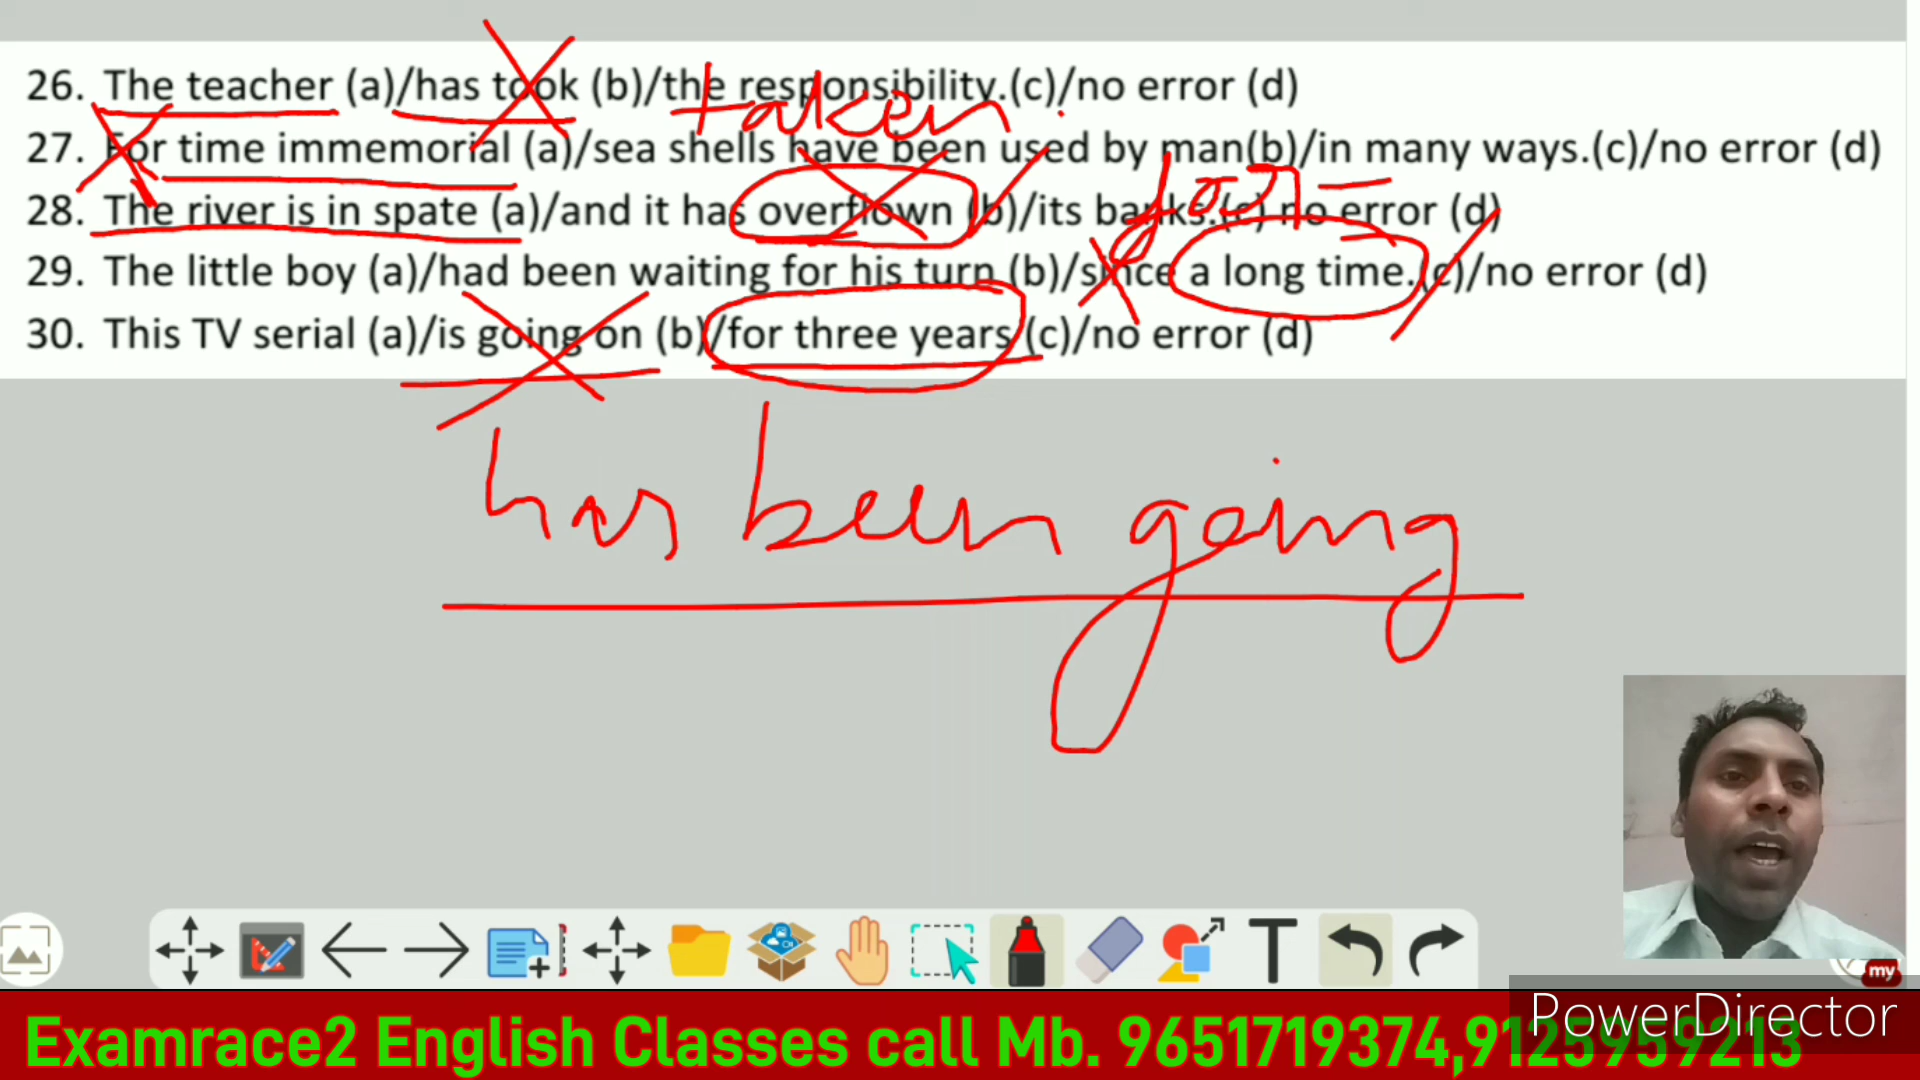 26. The teacher (a)/has took (b)/the responsibility.(c)/no error (d)
taken
27. For time immemorial (a)/sea shells have been used by man(b)/in many ways.(c)/no error (d)
28. The river is in spate (a)/and it has overflown (b)/its banks.(c) no error (d)
for
29. The little boy (a)/had been waiting for his turn (b)/since a long time.(c)/no error (d)
30. This TV serial (a)/is going on (b)/for three years (c)/no error (d)
has been going
my
PowerDirector
Examrace2 English Classes call Mb. 9651719374,9125959213